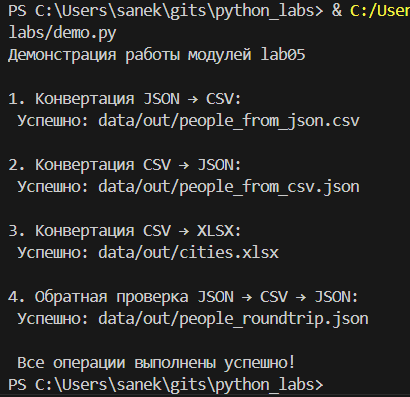 PS C:\Users\sanek\gits\python_labs> & C:/User
labs/demo.py
Демонстрация работы модулей lab05
1. Конвертация JSON → CSV:
Успешно: data/out/people_from_json.csv
2. Конвертация CSV → JSON:
Успешно: data/out/people_from_csv.json
3. Конвертация CSV → XLSX:
Успешно: data/out/cities.xlsx
4. Обратная проверка JSON → CSV → JSON:
Успешно: data/out/people_roundtrip.json
Все операции выполнены успешно!
PS C:\Users\sanek\gits\python_labs>